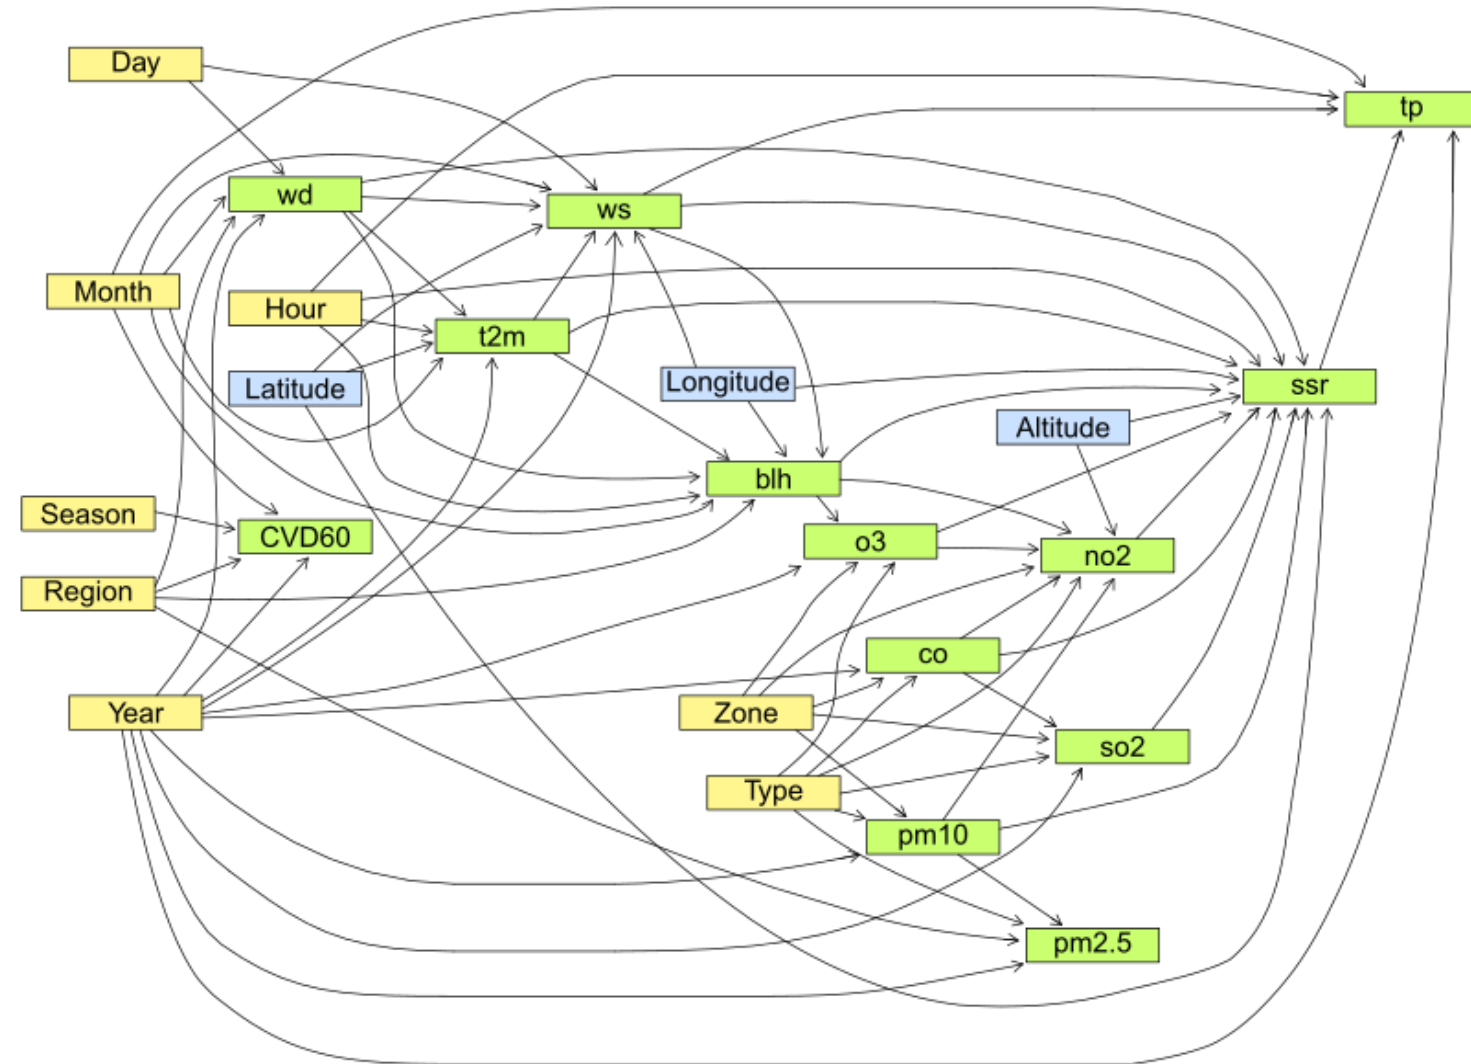 Day
tp
wd
ws
Month
Hour
t2m
Latitude
Longitude
ssr
Altitude
blh
Season
CVD60
o3
no2
Region
co
Year
Zone
so2
Type
pm10
pm2.5